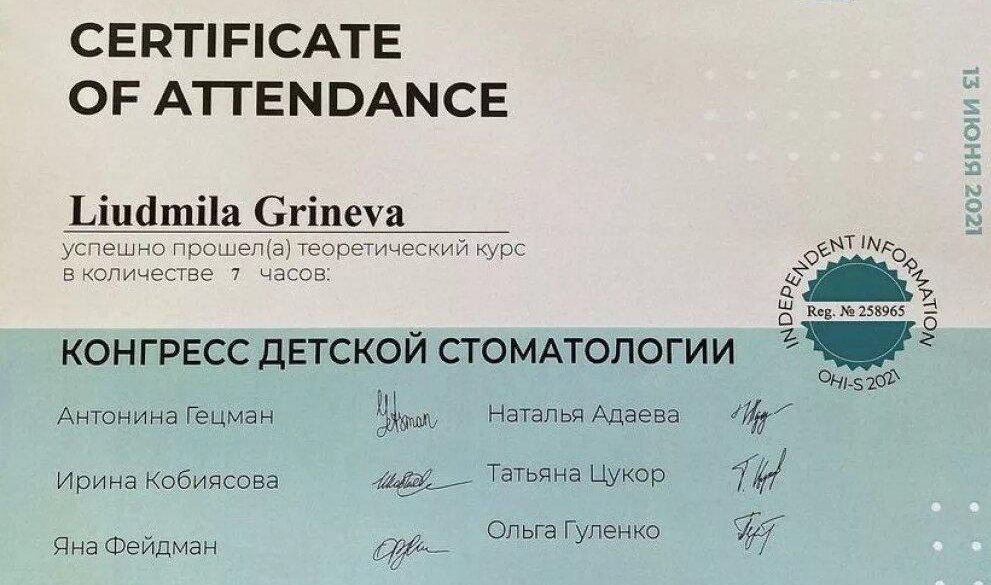 CERTIFICATE
OF ATTENDANCE
13 ИЮНЯ 2021
Liudmila Grineva
успешно прошел(а) теоретический курс
в количестве 7 часов:
INDEPENDENT INFORMATION
Reg. № 258965
OHI-S 2021
КОНГРЕСС ДЕТСКОЙ СТОМАТОЛОГИИ
Антонина Гецман
Наталья Адаева
Ирина Кобиясова
Татьяна Цукор
Яна Фейдман
Ольга Гуленко